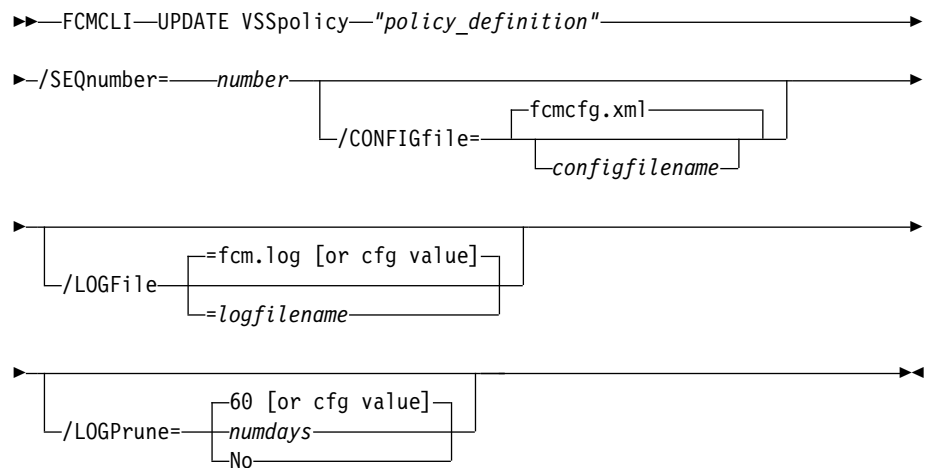 FCMCLI UPDATE VSSpolicy "policy_definition"
/SEQnumber= number
fcmcfg.xml
/CONFIGfile=
configfilename
=fcm.log [or cfg value]
/LOGFile
=logfilename
60 [or cfg value]
/LOGPrune= numdays
No